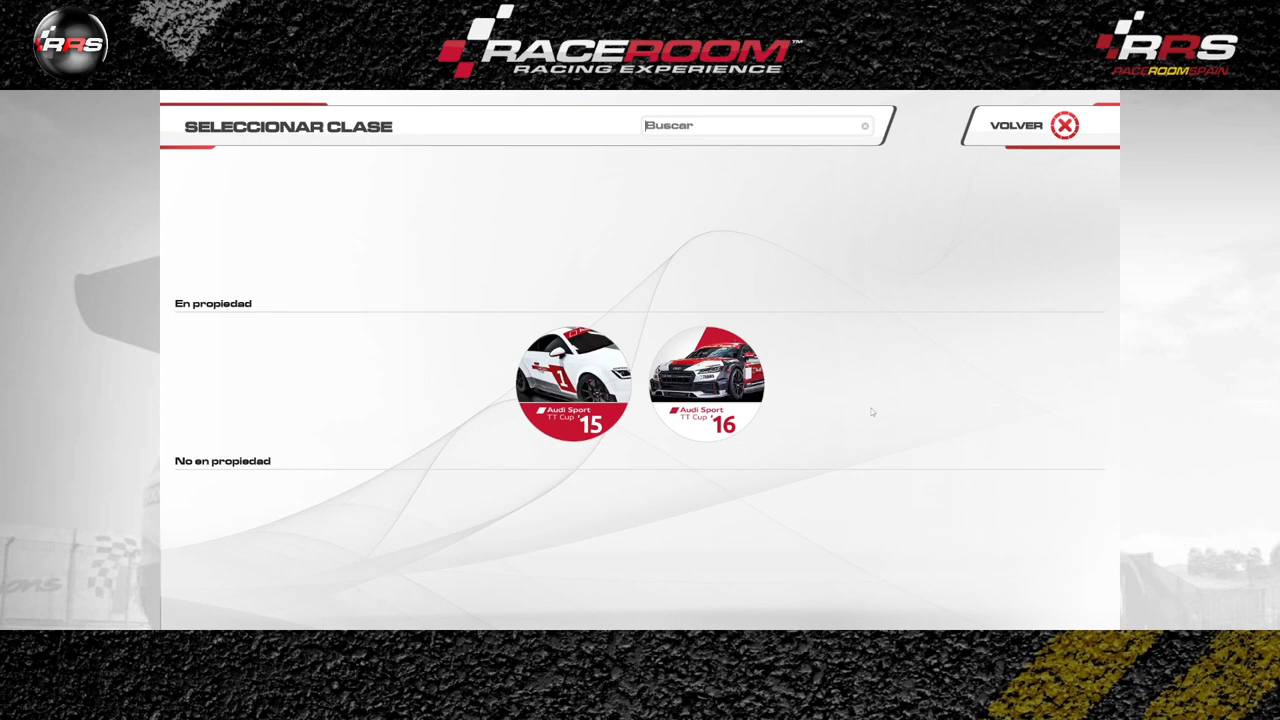 RRS
RACEROOM™
RACING EXPERIENCE
RRS
RACEROOMSPAIN
SELECCIONAR CLASE
Buscar
VOLVER
En propiedad
1
Audi Sport
TT Cup '15
Audi Sport
TT Cup '16
No en propiedad